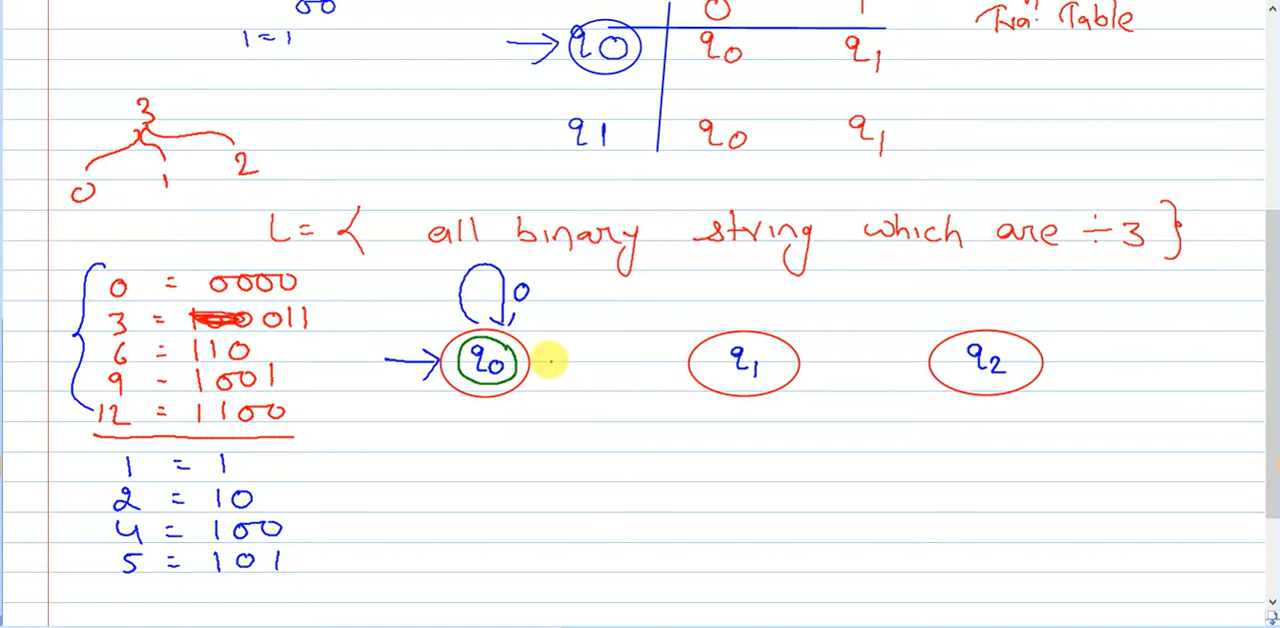 00
1 = 1
0
Tra! Table
→ q0 q0 q1
q1 q0 q1
3
0 1 2
L = { all binary string which are ÷ 3 }
0 = 0000
3 = 011
6 = 110
9 = 1001
12 = 1100
0
→ q0 q1 q2
1 = 1
2 = 10
4 = 100
5 = 101